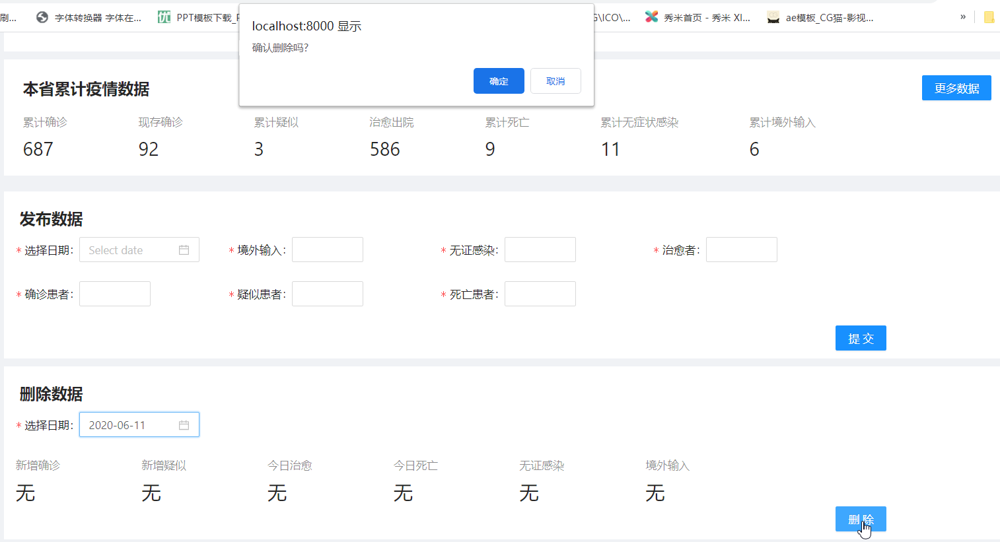 刷...
字体转换器 字体在...
PPT模板下载_
G\ICO\...
秀米首页 - 秀米 XI...
ae模板_CG猫-影视...
»
localhost:8000 显示
确认删除吗?
确定
取消
本省累计疫情数据
更多数据
累计确诊
现存确诊
累计疑似
治愈出院
累计死亡
累计无症状感染
累计境外输入
687
92
3
586
9
11
6
发布数据
* 选择日期: Select date
* 境外输入:
* 无证感染:
* 治愈者:
* 确诊患者:
* 疑似患者:
* 死亡患者:
提 交
删除数据
* 选择日期: 2020-06-11
新增确诊
新增疑似
今日治愈
今日死亡
无证感染
境外输入
无
无
无
无
无
无
删 除